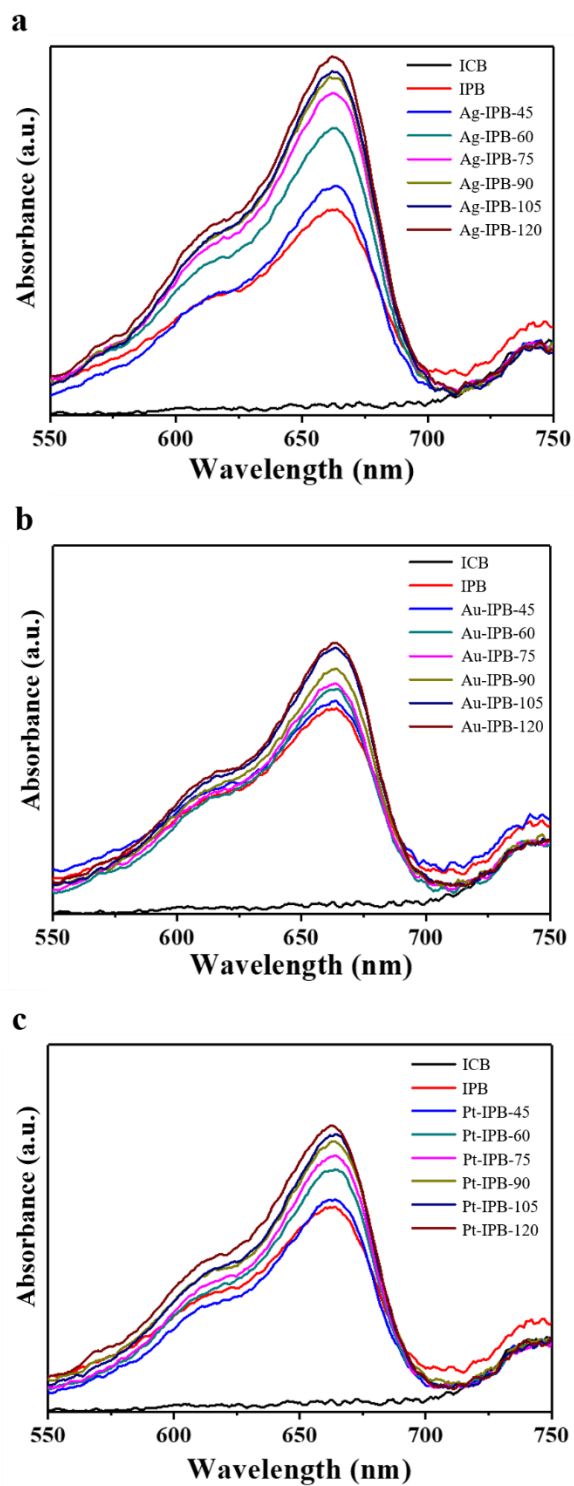 a
Absorbance (a.u.)
ICB
IPB
Ag-IPB-45
Ag-IPB-60
Ag-IPB-75
Ag-IPB-90
Ag-IPB-105
Ag-IPB-120
550 600 650 700 750
Wavelength (nm)
b
Absorbance (a.u.)
ICB
IPB
Au-IPB-45
Au-IPB-60
Au-IPB-75
Au-IPB-90
Au-IPB-105
Au-IPB-120
550 600 650 700 750
Wavelength (nm)
c
Absorbance (a.u.)
ICB
IPB
Pt-IPB-45
Pt-IPB-60
Pt-IPB-75
Pt-IPB-90
Pt-IPB-105
Pt-IPB-120
550 600 650 700 750
Wavelength (nm)